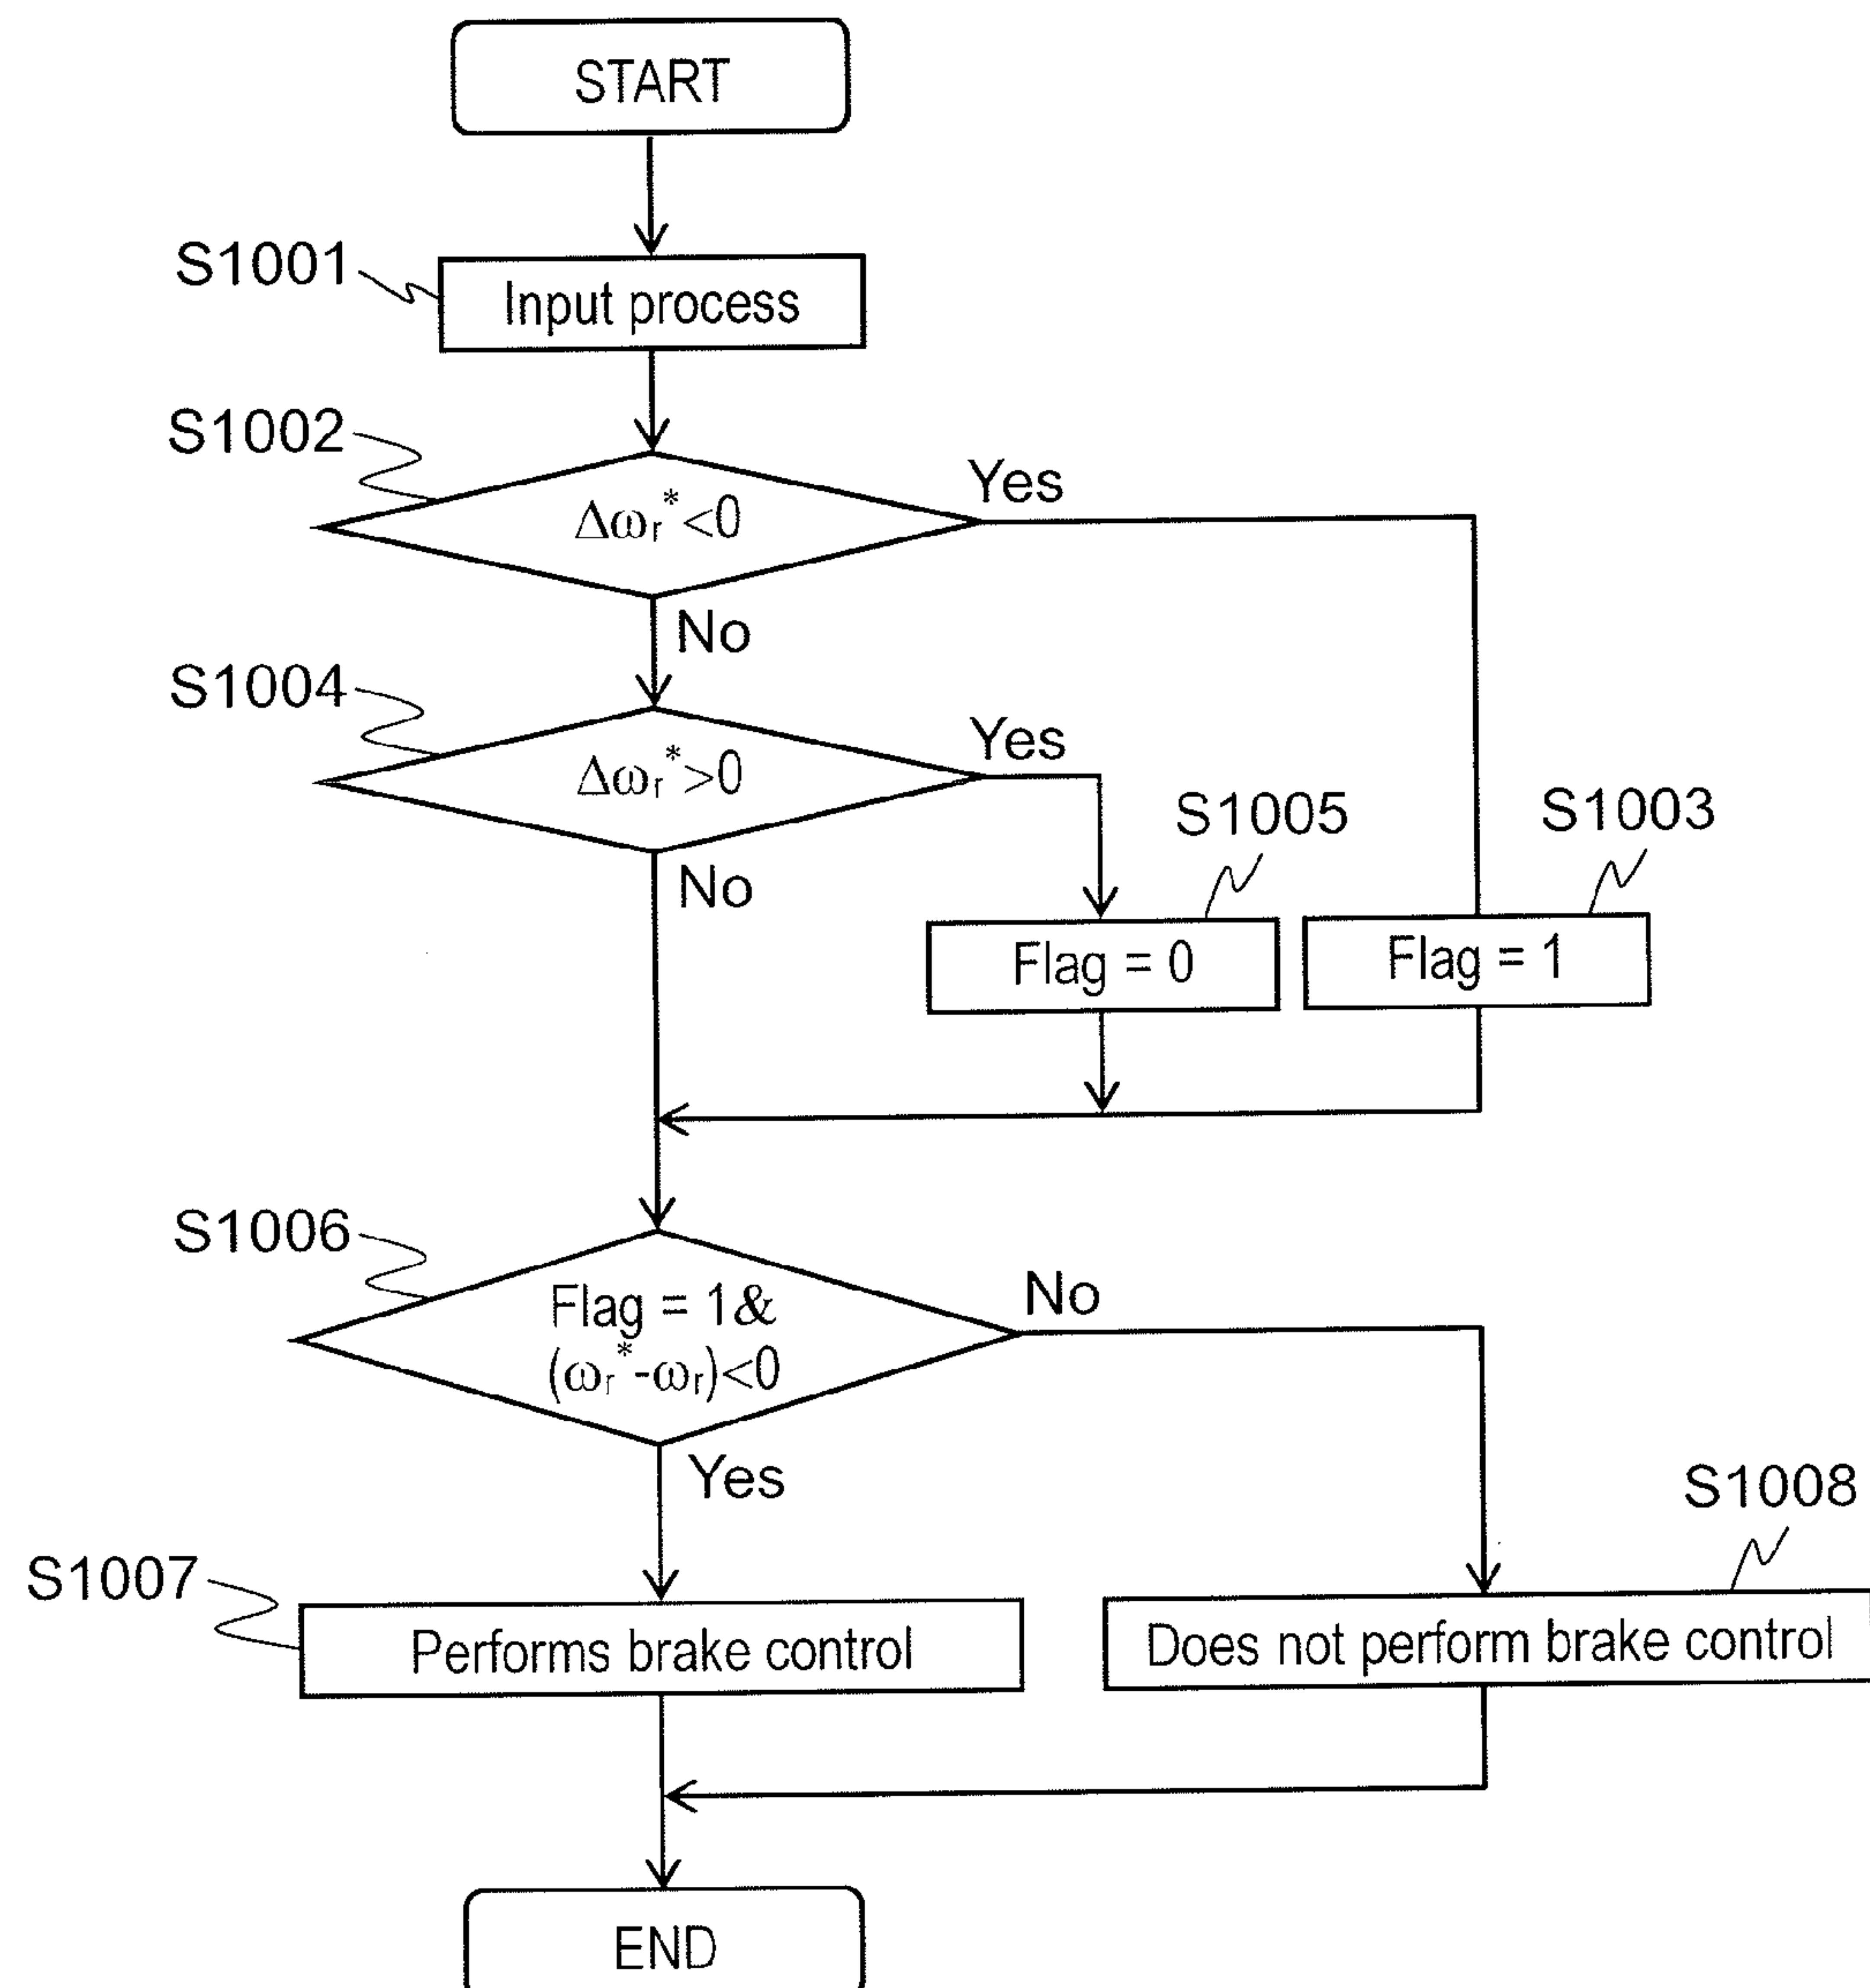 START
S1001
Input process
S1002
Δωr*<0
Yes
No
S1004
Δωr*>0
Yes
No
S1005
S1003
Flag = 0
Flag = 1
S1006
Flag = 1&
(ωr*-ωr)<0
No
Yes
S1008
S1007
Performs brake control
Does not perform brake control
END